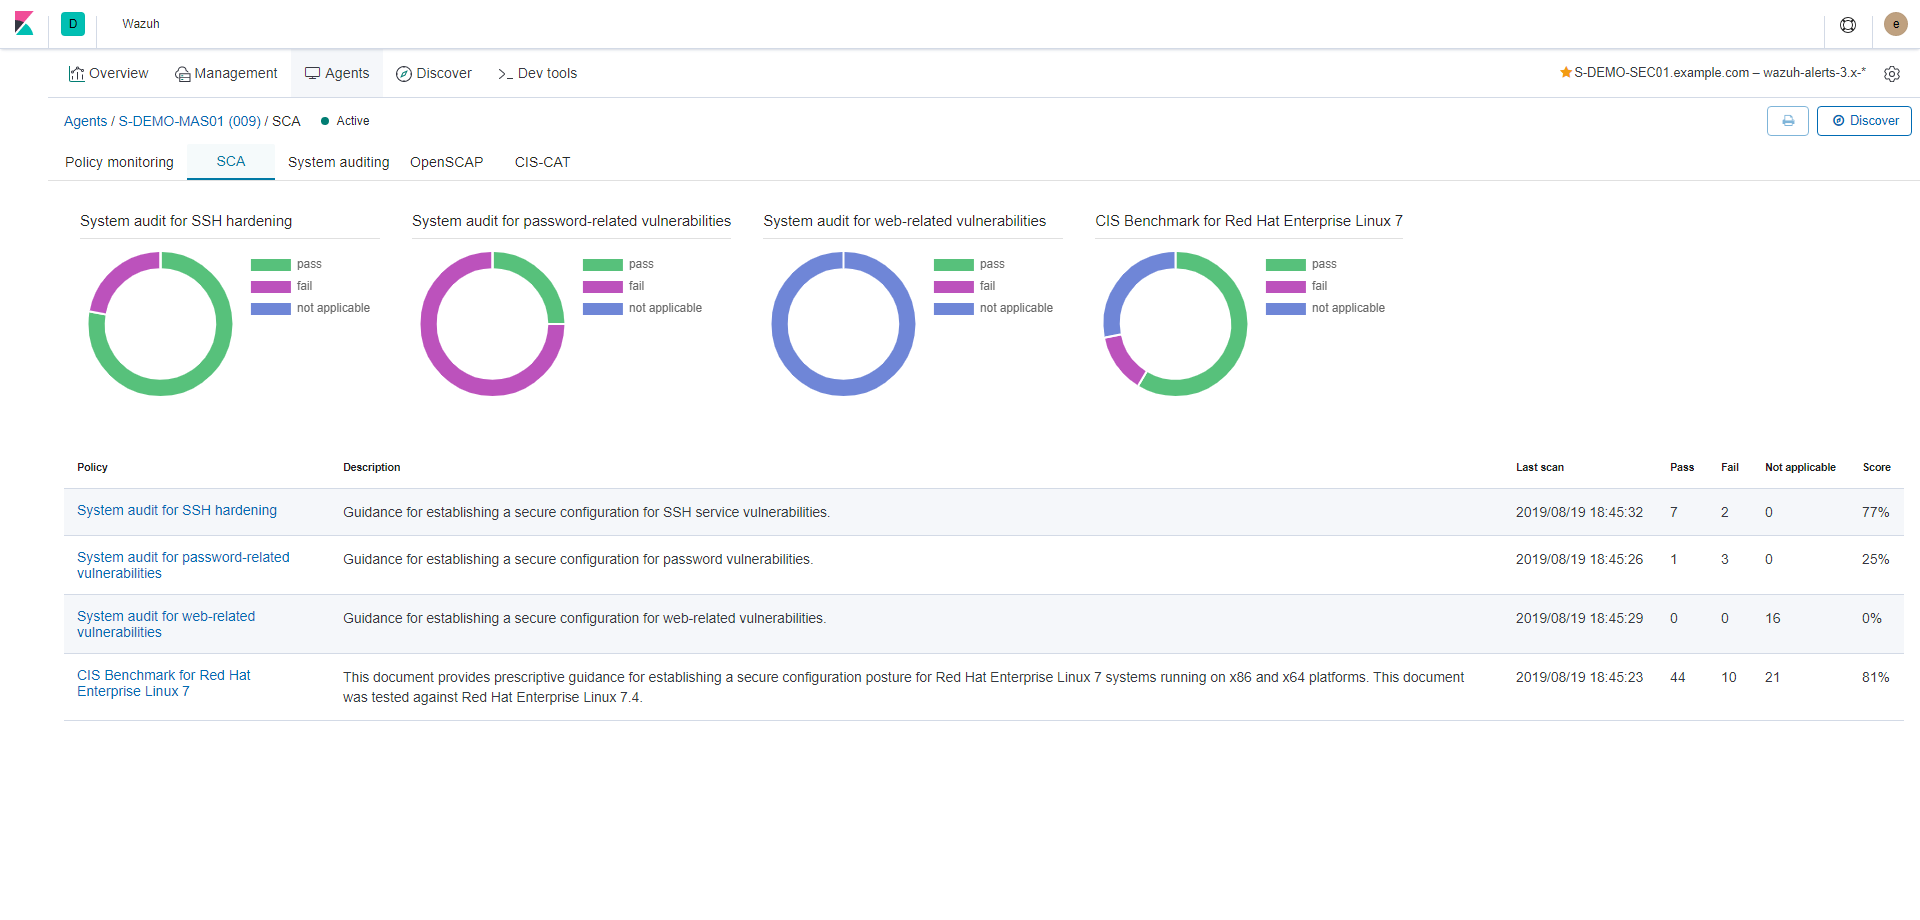 D Wazuh e
Overview Management Agents Discover >_ Dev tools S-DEMO-SEC01.example.com – wazuh-alerts-3.x-*
Agents / S-DEMO-MAS01 (009) / SCA Active Discover
Policy monitoring SCA System auditing OpenSCAP CIS-CAT
System audit for SSH hardening
pass
fail
not applicable
System audit for password-related vulnerabilities
pass
fail
not applicable
System audit for web-related vulnerabilities
pass
fail
not applicable
CIS Benchmark for Red Hat Enterprise Linux 7
pass
fail
not applicable
Policy Description Last scan Pass Fail Not applicable Score
System audit for SSH hardening Guidance for establishing a secure configuration for SSH service vulnerabilities. 2019/08/19 18:45:32 7 2 0 77%
System audit for password-related
vulnerabilities
Guidance for establishing a secure configuration for password vulnerabilities. 2019/08/19 18:45:26 1 3 0 25%
System audit for web-related
vulnerabilities
Guidance for establishing a secure configuration for web-related vulnerabilities. 2019/08/19 18:45:29 0 0 16 0%
CIS Benchmark for Red Hat
Enterprise Linux 7
This document provides prescriptive guidance for establishing a secure configuration posture for Red Hat Enterprise Linux 7 systems running on x86 and x64 platforms. This document
was tested against Red Hat Enterprise Linux 7.4.
2019/08/19 18:45:23 44 10 21 81%